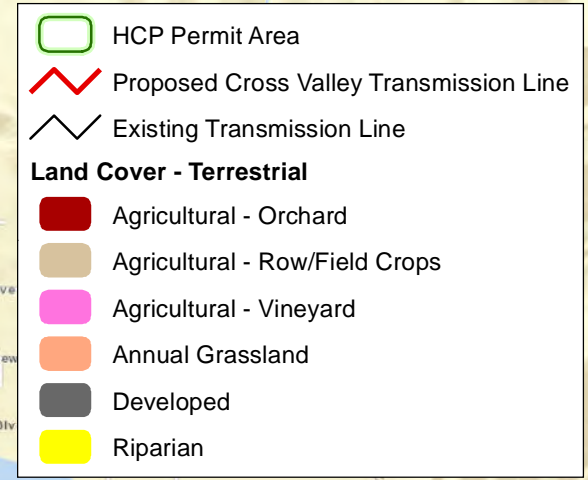 HCP Permit Area
Proposed Cross Valley Transmission Line
Existing Transmission Line
Land Cover - Terrestrial
Agricultural - Orchard
Agricultural - Row/Field Crops
Agricultural - Vineyard
Annual Grassland
Developed
Riparian